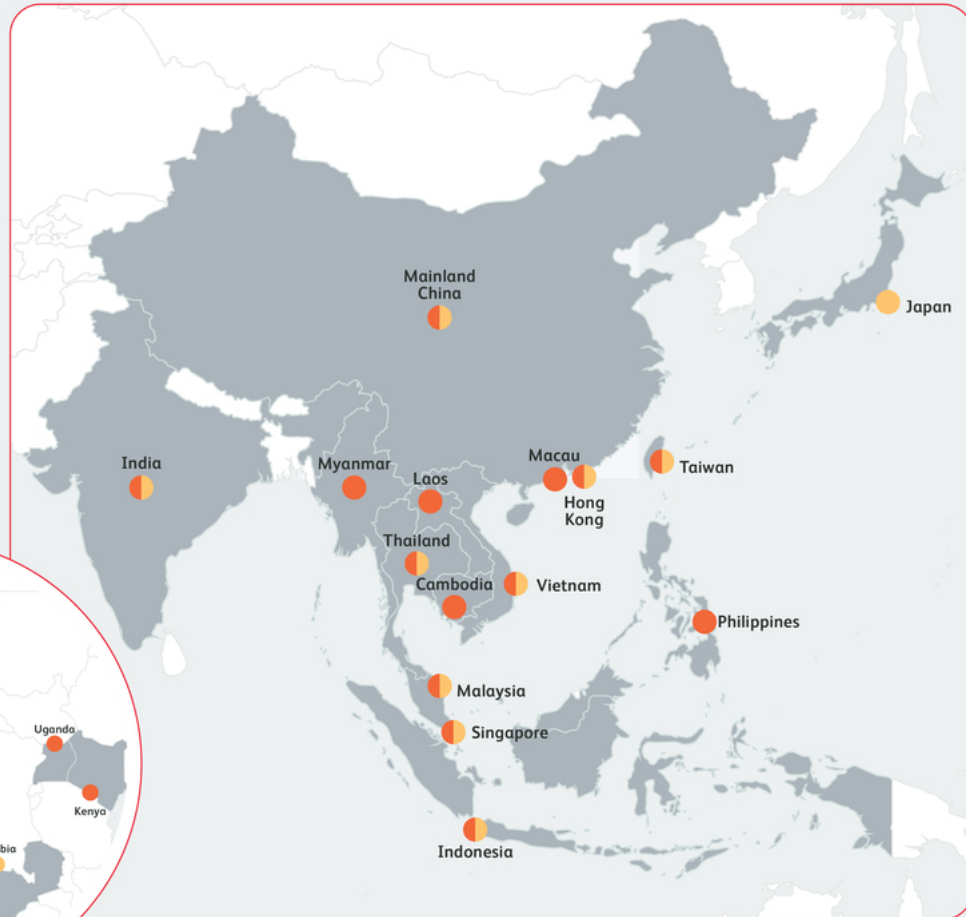 Mainland
China
Japan
India
Myanmar
Laos
Macau
Hong
Kong
Taiwan
Thailand
Cambodia
Vietnam
Philippines
Malaysia
Singapore
Indonesia
Uganda
Kenya
bia